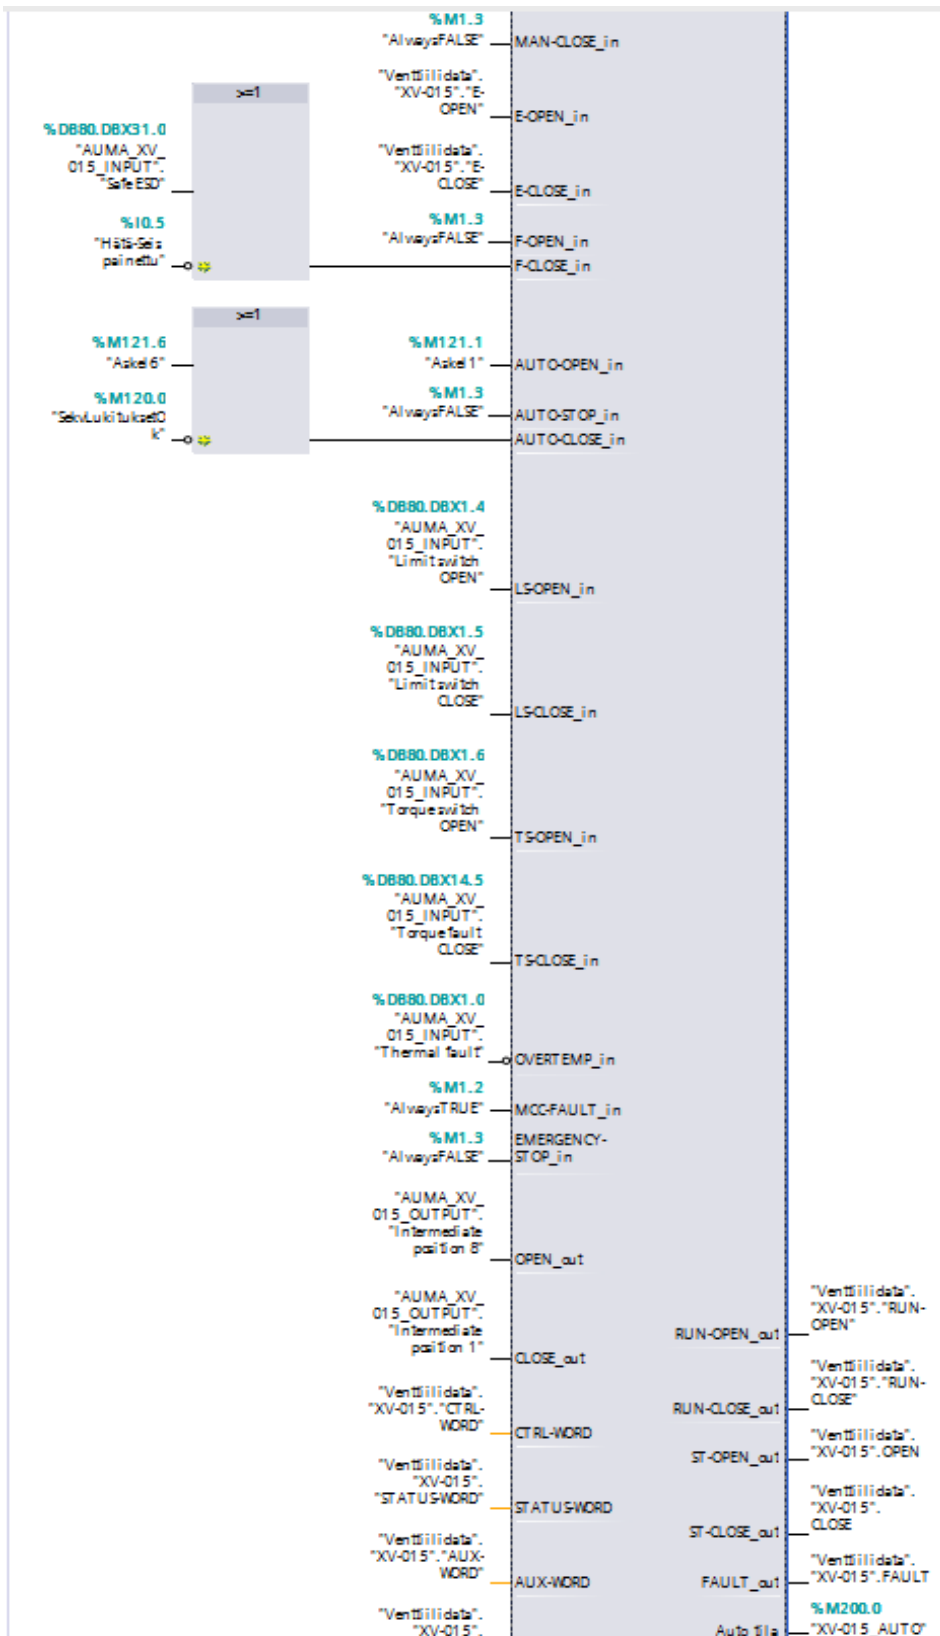 %M1.3
"AlwaysFALSE"
MAN-CLOSE_in
"Venttiilidata".
"XV-015"."E-
OPEN"
E-OPEN_in
>=1
%DB80.DBX31.0
"AUMA_XV_
015_INPUT".
"Safe ESD"
"Venttiilidata".
"XV-015"."E-
CLOSE"
E-CLOSE_in
%I0.5
"Hätä-Seis
painettu"
%M1.3
"AlwaysFALSE"
F-OPEN_in
F-CLOSE_in
>=1
%M121.6
"Askel 6"
%M121.1
"Askel 1"
AUTO-OPEN_in
%M120.0
"SekvLukituksetO
k"
%M1.3
"AlwaysFALSE"
AUTO-STOP_in
AUTO-CLOSE_in
%DB80.DBX1.4
"AUMA_XV_
015_INPUT".
"Limit switch
OPEN"
LS-OPEN_in
%DB80.DBX1.5
"AUMA_XV_
015_INPUT".
"Limit switch
CLOSE"
LS-CLOSE_in
%DB80.DBX1.6
"AUMA_XV_
015_INPUT".
"Torque switch
OPEN"
TS-OPEN_in
%DB80.DBX14.5
"AUMA_XV_
015_INPUT".
"Torque fault
CLOSE"
TS-CLOSE_in
%DB80.DBX1.0
"AUMA_XV_
015_INPUT".
"Thermal fault"
OVERTEMP_in
%M1.2
"AlwaysTRUE"
MCC-FAULT_in
%M1.3
"AlwaysFALSE"
EMERGENCY-
STOP_in
"AUMA_XV_
015_OUTPUT".
"Intermediate
position 8"
OPEN_out
"AUMA_XV_
015_OUTPUT".
"Intermediate
position 1"
CLOSE_out
RUN-OPEN_out
"Venttiilidata".
"XV-015"."RUN-
OPEN"
"Venttiilidata".
"XV-015"."CTRL-
WORD"
CTRL-WORD
RUN-CLOSE_out
"Venttiilidata".
"XV-015"."RUN-
CLOSE"
"Venttiilidata".
"XV-015".
"STATUS-WORD"
STATUS-WORD
ST-OPEN_out
"Venttiilidata".
"XV-015".OPEN
ST-CLOSE_out
"Venttiilidata".
"XV-015".
CLOSE
"Venttiilidata".
"XV-015"."AUX-
WORD"
AUX-WORD
FAULT_out
"Venttiilidata".
"XV-015".FAULT
"Venttiilidata".
"XV-015".
Auto tila
%M200.0
"XV-015_AUTO"